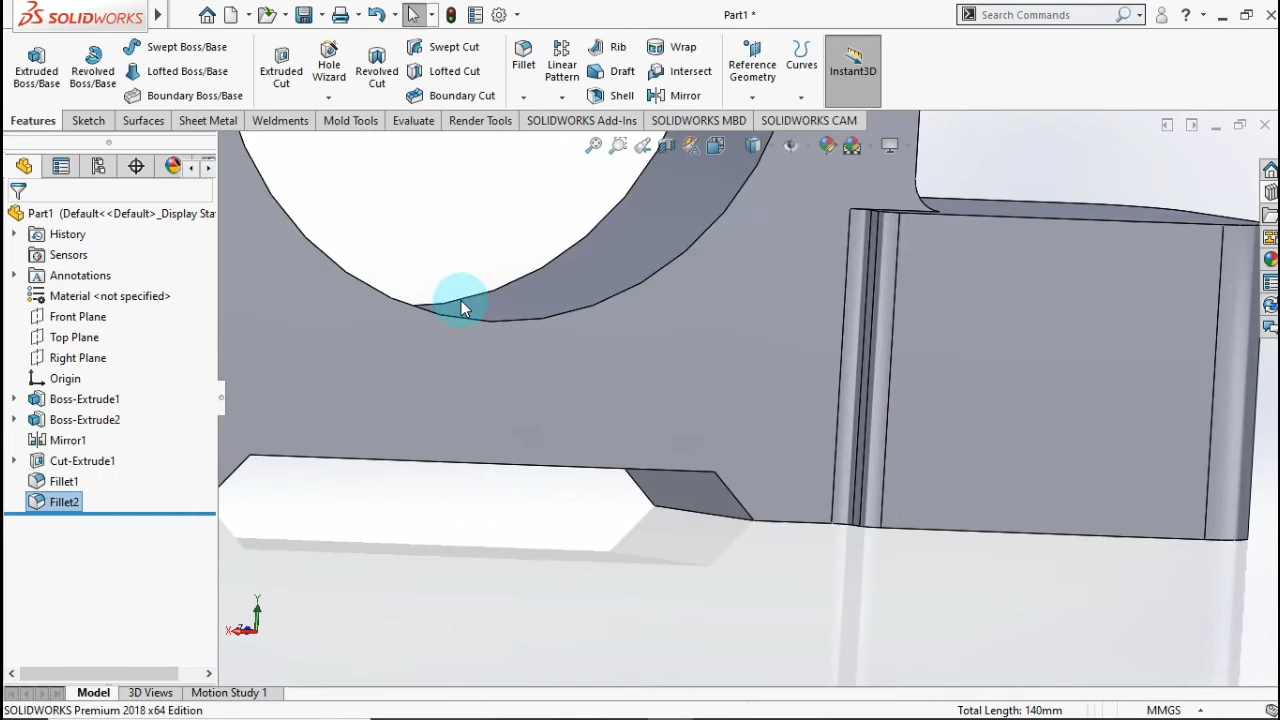 SOLIDWORKS
Part1 *
Search Commands
Extruded Boss/Base
Revolved Boss/Base
Swept Boss/Base
Lofted Boss/Base
Boundary Boss/Base
Extruded Cut
Hole Wizard
Revolved Cut
Swept Cut
Lofted Cut
Boundary Cut
Fillet
Linear Pattern
Rib
Draft
Shell
Wrap
Intersect
Mirror
Reference Geometry
Curves
Instant3D
Features
Sketch
Surfaces
Sheet Metal
Weldments
Mold Tools
Evaluate
Render Tools
SOLIDWORKS Add-Ins
SOLIDWORKS MBD
SOLIDWORKS CAM
Part1 (Default<<Default>_Display Sta
History
Sensors
Annotations
Material <not specified>
Front Plane
Top Plane
Right Plane
Origin
Boss-Extrude1
Boss-Extrude2
Mirror1
Cut-Extrude1
Fillet1
Fillet2
Y
X
Z
Model
3D Views
Motion Study 1
SOLIDWORKS Premium 2018 x64 Edition
Total Length: 140mm
MMGS